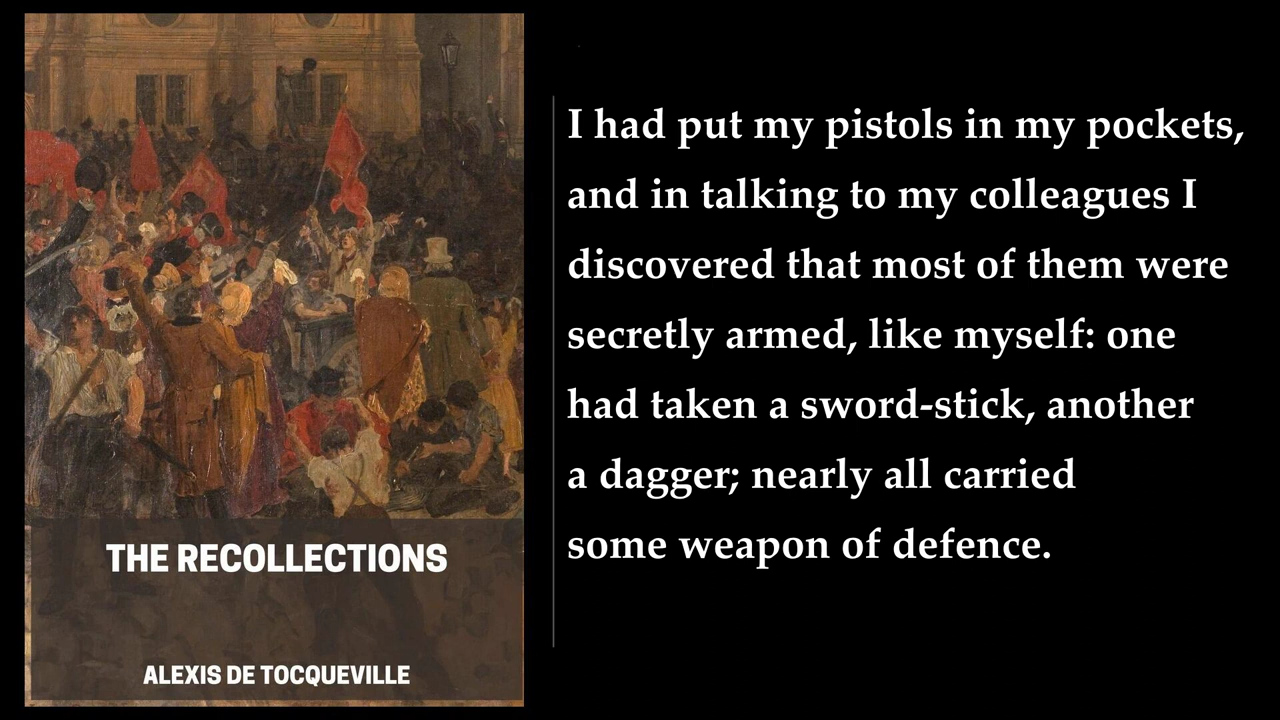 THE RECOLLECTIONS
ALEXIS DE TOCQUEVILLE
I had put my pistols in my pockets,
and in talking to my colleagues I
discovered that most of them were
secretly armed, like myself: one
had taken a sword-stick, another
a dagger; nearly all carried
some weapon of defence.